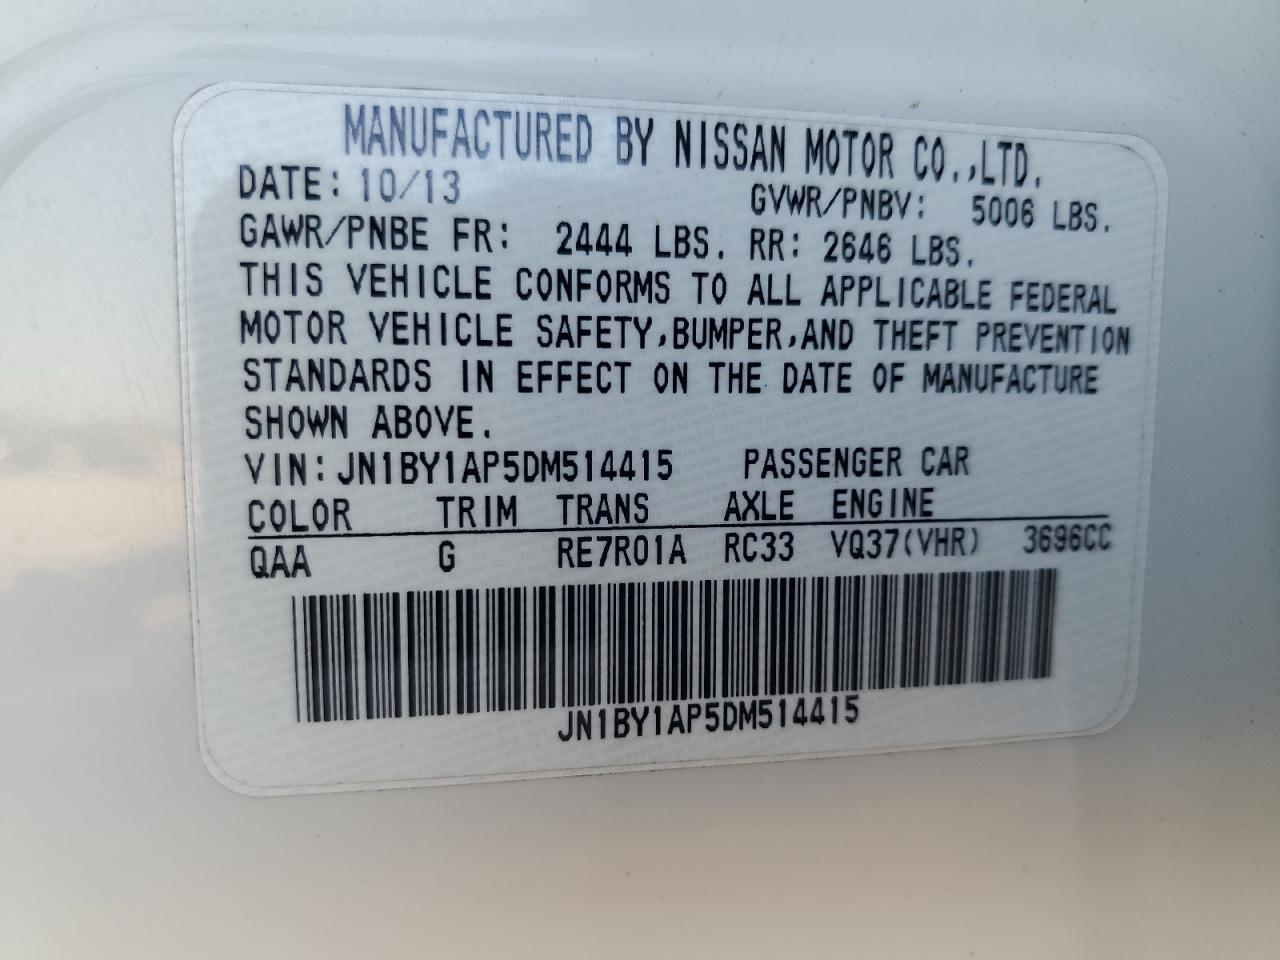 MANUFACTURED BY NISSAN MOTOR CO.,LTD.
DATE: 10/13 GVWR/PNBV: 5006 LBS.
GAWR/PNBE FR: 2444 LBS. RR: 2646 LBS.
THIS VEHICLE CONFORMS TO ALL APPLICABLE FEDERAL
MOTOR VEHICLE SAFETY,BUMPER,AND THEFT PREVENTION
STANDARDS IN EFFECT ON THE DATE OF MANUFACTURE
SHOWN ABOVE.
VIN:JN1BY1AP5DM514415 PASSENGER CAR
COLOR TRIM TRANS AXLE ENGINE
QAA G RE7R01A RC33 VQ37(VHR) 3696CC
JN1BY1AP5DM514415